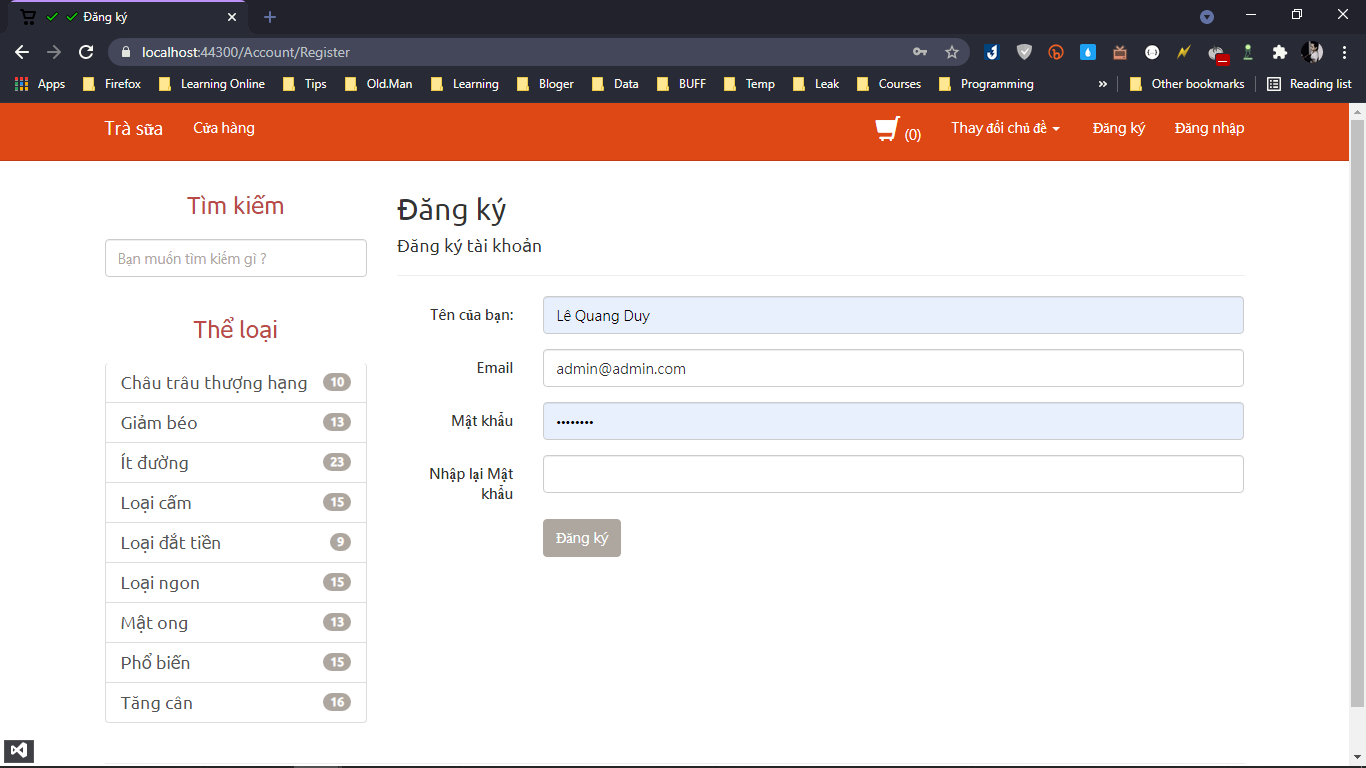 Đăng ký
localhost:44300/Account/Register
Apps Firefox Learning Online Tips Old.Man Learning Bloger Data BUFF Temp Leak Courses Programming » Other bookmarks Reading list
Trà sữa Cửa hàng (0) Thay đổi chủ đề Đăng ký Đăng nhập
Tìm kiếm
Bạn muốn tìm kiếm gì ?
Thể loại
Châu trâu thượng hạng 10
Giảm béo 13
Ít đường 23
Loại cấm 15
Loại đắt tiền 9
Loại ngon 15
Mật ong 13
Phổ biến 15
Tăng cân 16
Đăng ký
Đăng ký tài khoản
Tên của bạn: Lê Quang Duy
Email admin@admin.com
Mật khẩu ••••••••
Nhập lại Mật
khẩu
Đăng ký